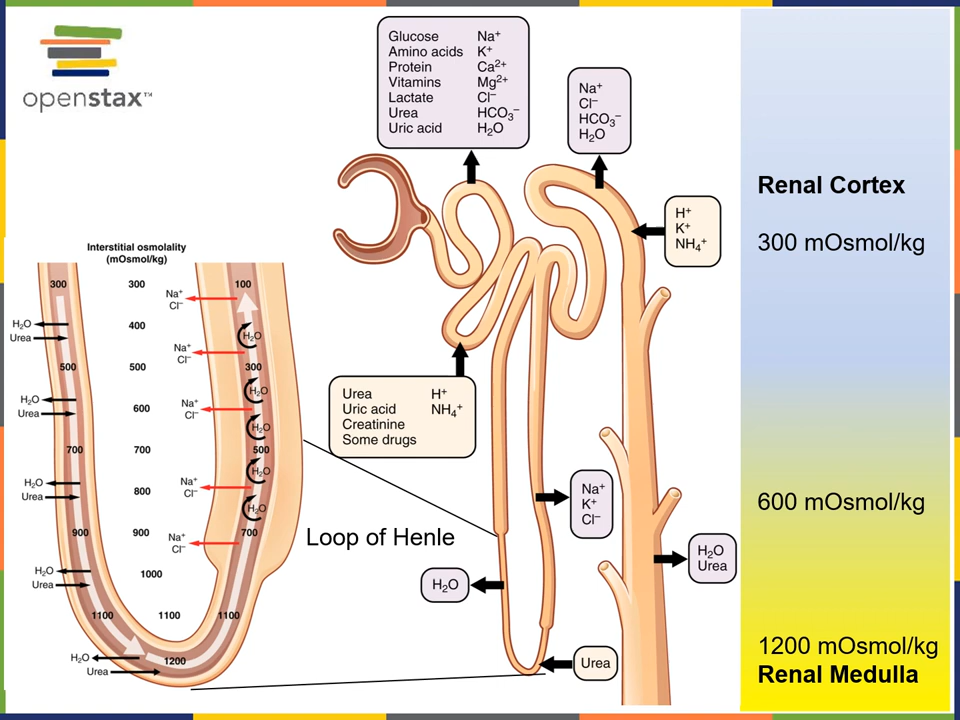 openstax™
Glucose Na⁺
Amino acids K⁺
Protein Ca²⁺
Vitamins Mg²⁺
Lactate Cl⁻
Urea HCO₃⁻
Uric acid H₂O
Na⁺
Cl⁻
HCO₃⁻
H₂O
H⁺
K⁺
NH₄⁺
Renal Cortex
300 mOsmol/kg
600 mOsmol/kg
1200 mOsmol/kg
Renal Medulla
Urea H⁺
Uric acid NH₄⁺
Creatinine
Some drugs
Na⁺
K⁺
Cl⁻
H₂O
Urea
H₂O
Urea
Loop of Henle
Interstitial osmolality
(mOsmol/kg)
300 300 100
Na⁺
Cl⁻
H₂O 400 H₂O
Urea
Na⁺
Cl⁻
500 500 300
H₂O
H₂O 600 Na⁺
Urea Cl⁻
H₂O
700 700 500
H₂O
H₂O 800 Na⁺
Urea Cl⁻
H₂O
900 900 700
Na⁺
Cl⁻
H₂O 1000
Urea
1100 1100 1100
H₂O 1200
Urea